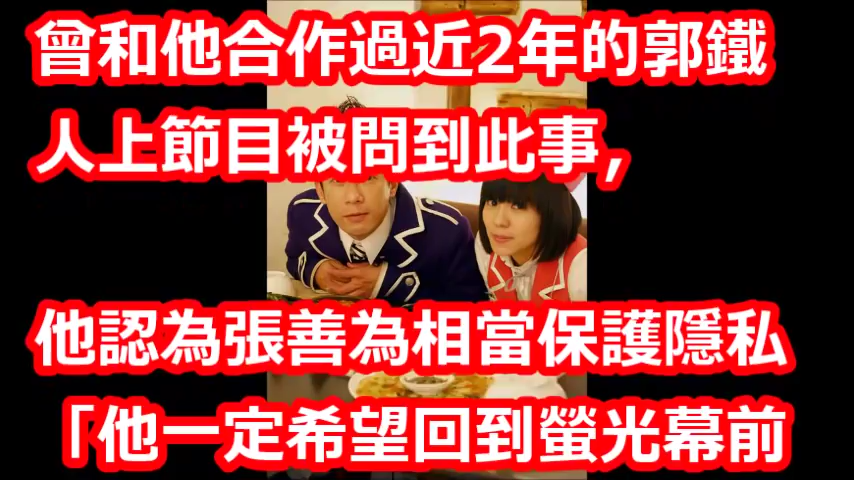 曾和他合作過近2年的郭鐵
人上節目被問到此事，
他認為張善為相當保護隱私
「他一定希望回到螢光幕前